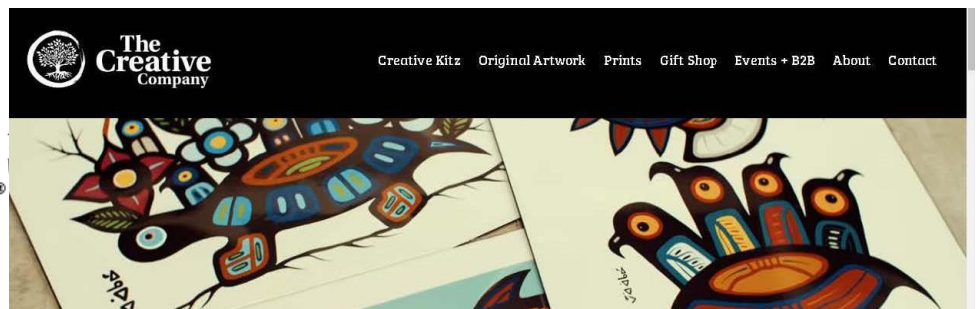 The
Creative
Company
Creative Kitz Original Artwork Prints Gift Shop Events + B2B About Contact